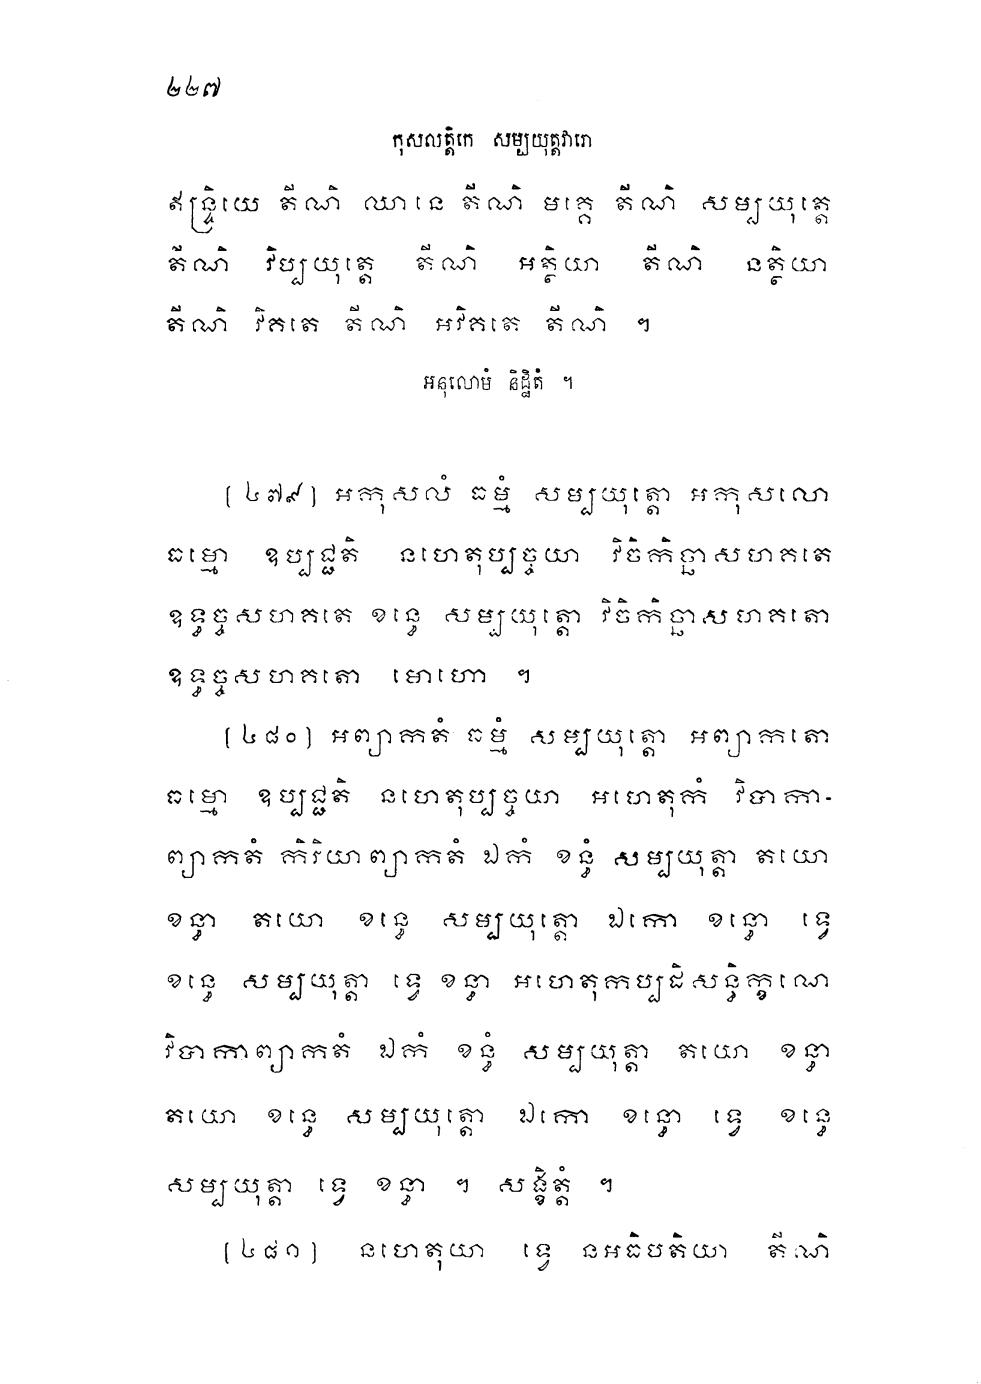 ២២៧
កុសលត្តិកេ សម្បយុត្តវារោ
ឥន្ទ្រិយេ តីណិ ឈានេ តីណិ មគ្គេ តីណិ សម្បយុត្តេ
តីណិ វិប្បយុត្តេ តីណិ អត្ថិយា តីណិ នត្ថិយា
តីណិ វិគតេ តីណិ អវិគតេ តីណិ ។
អនុលោមំ និដ្ឋិតំ ។
[៤៧៩] អកុសលំ ធម្មំ សម្បយុត្តោ អកុសលោ
ធម្មោ ឧប្បជ្ជតិ នហេតុប្បច្ចយា វិចិកិច្ឆាសហគតេ
ឧទ្ធច្ចសហគតេ ខន្ធេ សម្បយុត្តោ វិចិកិច្ឆាសហគតោ
ឧទ្ធច្ចសហគតោ មោហោ ។
[៤៨០] អព្យាកតំ ធម្មំ សម្បយុត្តោ អព្យាកតោ
ធម្មោ ឧប្បជ្ជតិ នហេតុប្បច្ចយា អហេតុកំ វិបាកា-
ព្យាកតំ កិរិយាព្យាកតំ ឯកំ ខន្ធំ សម្បយុត្តា តយោ
ខន្ធា តយោ ខន្ធេ សម្បយុត្តោ ឯកោ ខន្ធោ ទ្វេ
ខន្ធេ សម្បយុត្តា ទ្វេ ខន្ធា អហេតុកប្បដិសន្ធិក្ខណេ
វិបាកាព្យាកតំ ឯកំ ខន្ធំ សម្បយុត្តា តយោ ខន្ធា
តយោ ខន្ធេ សម្បយុត្តោ ឯកោ ខន្ធោ ទ្វេ ខន្ធេ
សម្បយុត្តា ទ្វេ ខន្ធា ។ សង្ខិត្តំ ។
[៤៨១] នហេតុយា ទ្វេ នអធិបតិយា តីណិ